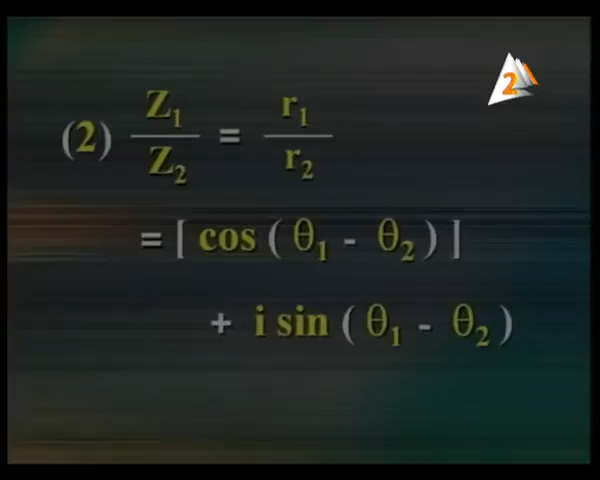 2
(2) Z₁/Z₂ = r₁/r₂
= [ cos ( θ₁ - θ₂ ) ]
+ i sin ( θ₁ - θ₂ )